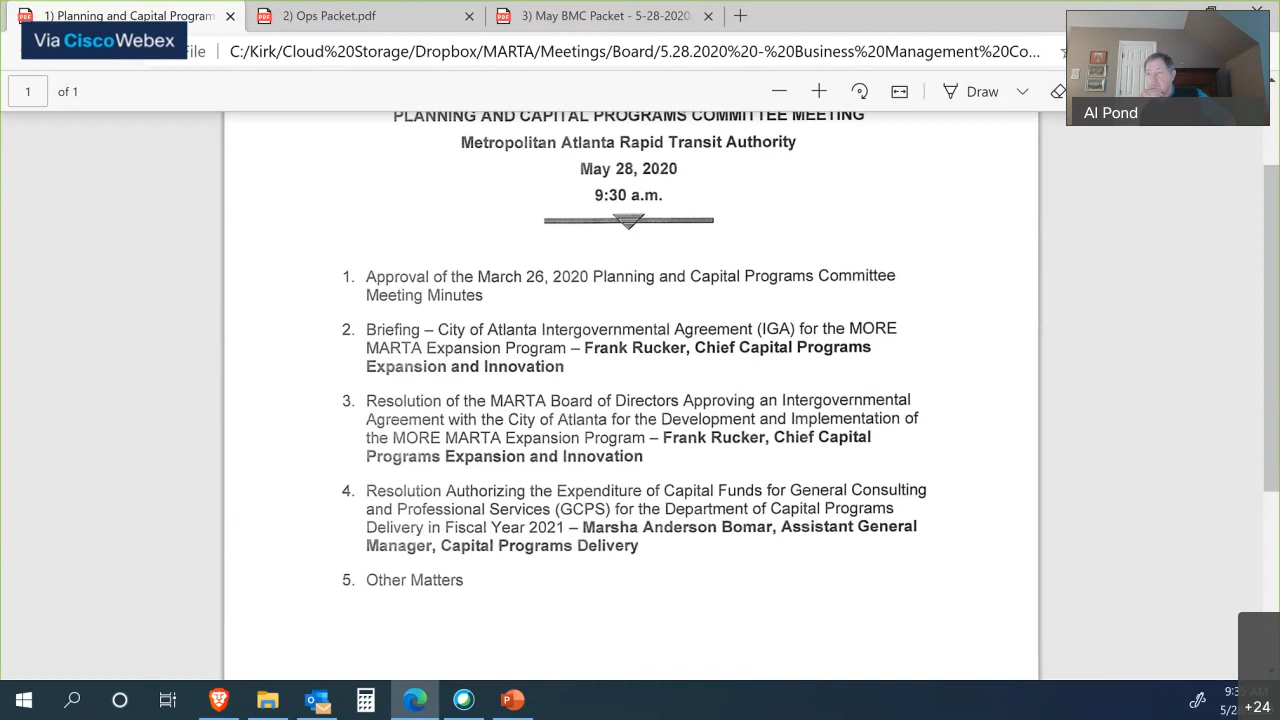 1) Planning and Capital Program
2) Ops Packet.pdf
3) May BMC Packet - 5-28-2020
Via Cisco Webex
File
C:/Kirk/Cloud%20Storage/Dropbox/MARTA/Meetings/Board/5.28.2020%20-%20Business%20Management%20Co...
1 of 1
Draw
Al Pond
PLANNING AND CAPITAL PROGRAMS COMMITTEE MEETING
Metropolitan Atlanta Rapid Transit Authority
May 28, 2020
9:30 a.m.
1. Approval of the March 26, 2020 Planning and Capital Programs Committee
Meeting Minutes
2. Briefing – City of Atlanta Intergovernmental Agreement (IGA) for the MORE
MARTA Expansion Program – Frank Rucker, Chief Capital Programs
Expansion and Innovation
3. Resolution of the MARTA Board of Directors Approving an Intergovernmental
Agreement with the City of Atlanta for the Development and Implementation of
the MORE MARTA Expansion Program – Frank Rucker, Chief Capital
Programs Expansion and Innovation
4. Resolution Authorizing the Expenditure of Capital Funds for General Consulting
and Professional Services (GCPS) for the Department of Capital Programs
Delivery in Fiscal Year 2021 – Marsha Anderson Bomar, Assistant General
Manager, Capital Programs Delivery
5. Other Matters
+24